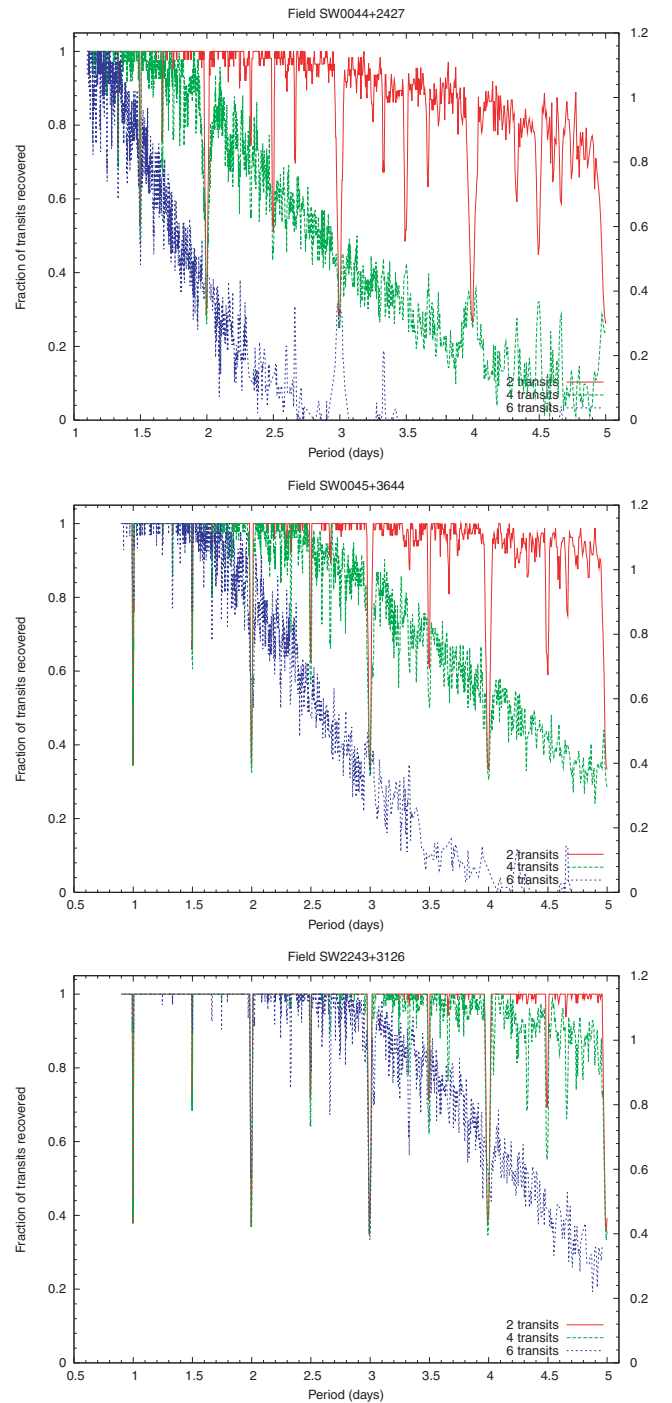 Field SW0044+2427
Fraction of transits recovered
1
0.8
0.6
0.4
0.2
0
1.2
1
0.8
0.6
0.4
0.2
0
2 transits
4 transits
6 transits
1 1.5 2 2.5 3 3.5 4 4.5 5
Period (days)
Field SW0045+3644
Fraction of transits recovered
1
0.8
0.6
0.4
0.2
0
1.2
1
0.8
0.6
0.4
0.2
0
2 transits
4 transits
6 transits
0.5 1 1.5 2 2.5 3 3.5 4 4.5 5
Period (days)
Field SW2243+3126
Fraction of transits recovered
1
0.8
0.6
0.4
0.2
0
1.2
1
0.8
0.6
0.4
0.2
0
2 transits
4 transits
6 transits
0.5 1 1.5 2 2.5 3 3.5 4 4.5 5
Period (days)